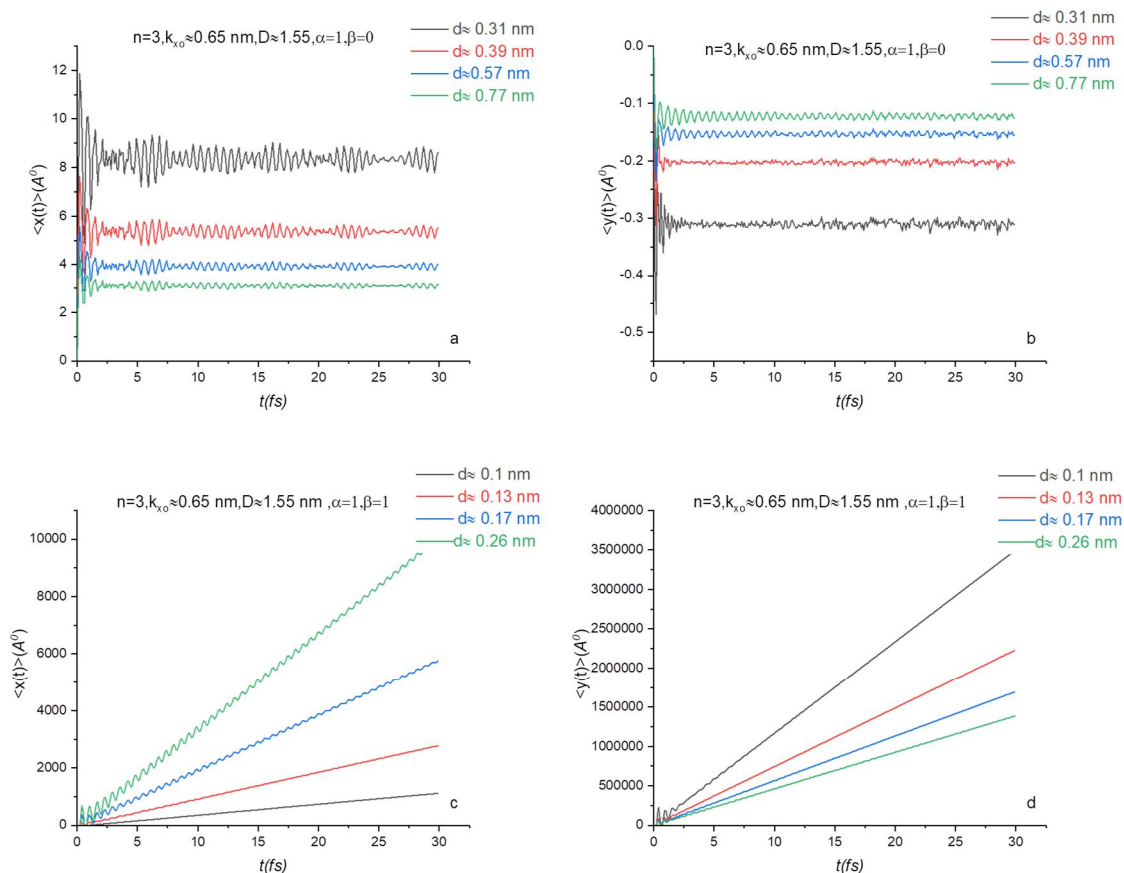 n=3,kxo≈0.65 nm,D≈1.55,α=1,β=0
d≈ 0.31 nm
d≈ 0.39 nm
d≈0.57 nm
d≈ 0.77 nm
12
10
8
6
4
2
0
<x(t)>(A⁰)
0 5 10 15 20 25 30
t(fs)
a
n=3,kxo≈0.65 nm,D≈1.55,α=1,β=0
d≈ 0.31 nm
d≈ 0.39 nm
d≈0.57 nm
d≈ 0.77 nm
0.0
-0.1
-0.2
-0.3
-0.4
-0.5
<y(t)>(A⁰)
0 5 10 15 20 25 30
t(fs)
b
n=3,kxo≈0.65 nm,D≈1.55 nm ,α=1,β=1
d≈ 0.1 nm
d≈ 0.13 nm
d≈ 0.17 nm
d≈ 0.26 nm
10000
8000
6000
4000
2000
0
<x(t)>(A⁰)
0 5 10 15 20 25 30
t(fs)
c
n=3,kxo≈0.65 nm,D≈1.55 nm ,α=1,β=1
d≈ 0.1 nm
d≈ 0.13 nm
d≈ 0.17 nm
d≈ 0.26 nm
4000000
3500000
3000000
2500000
2000000
1500000
1000000
500000
0
<y(t)>(A⁰)
0 5 10 15 20 25 30
t(fs)
d